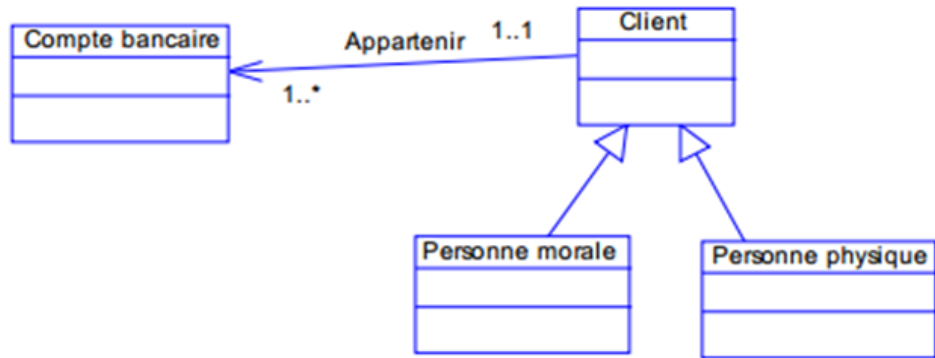 Compte bancaire
Appartenir
1..1
Client
1..*
Personne morale
Personne physique